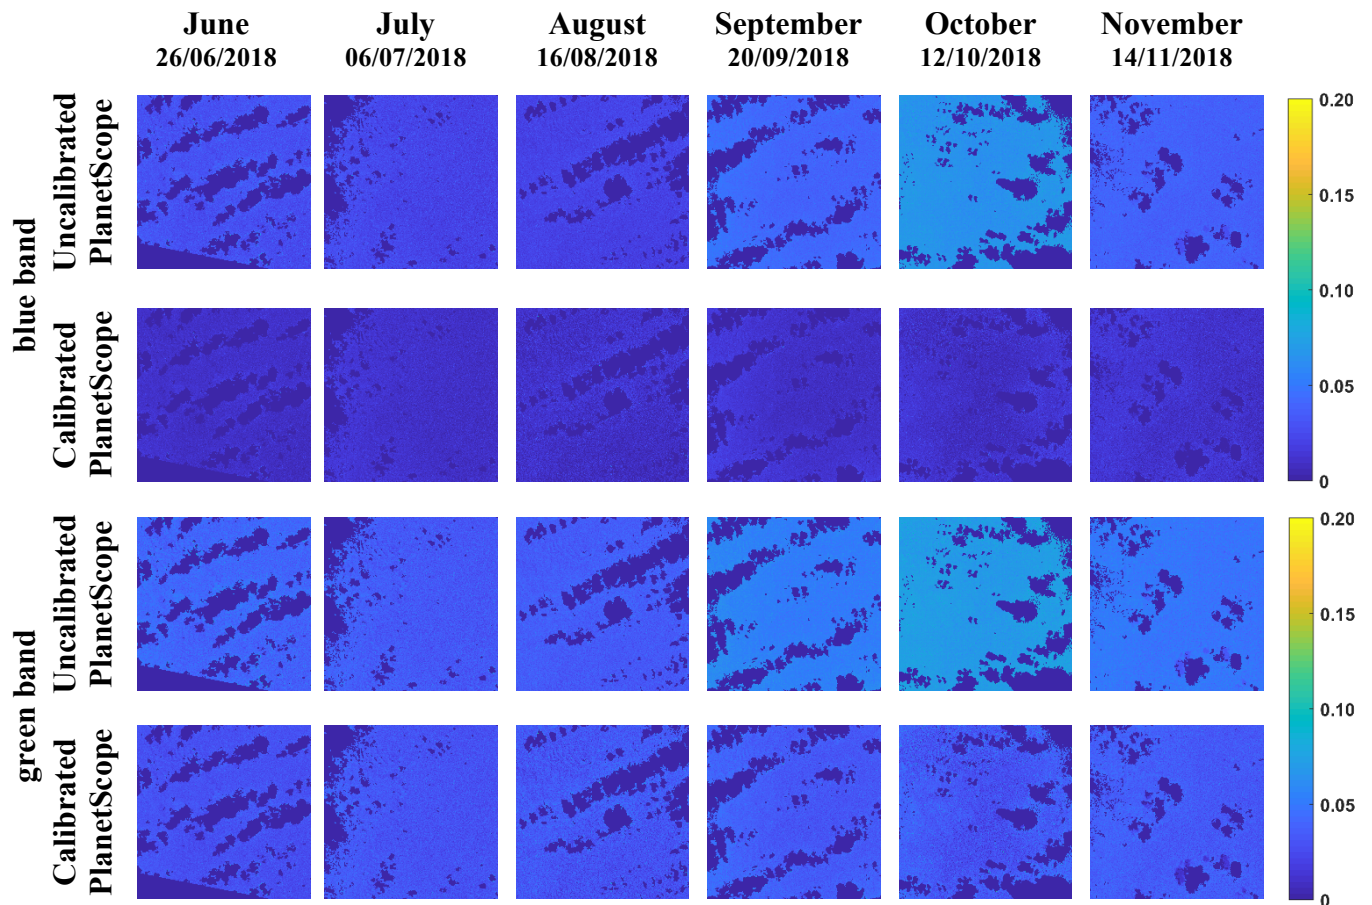 June
July
August
September
October
November
26/06/2018
06/07/2018
16/08/2018
20/09/2018
12/10/2018
14/11/2018
blue band
Uncalibrated
PlanetScope
Calibrated
PlanetScope
0.20
0.15
0.10
0.05
0
green band
Uncalibrated
PlanetScope
Calibrated
PlanetScope
0.20
0.15
0.10
0.05
0